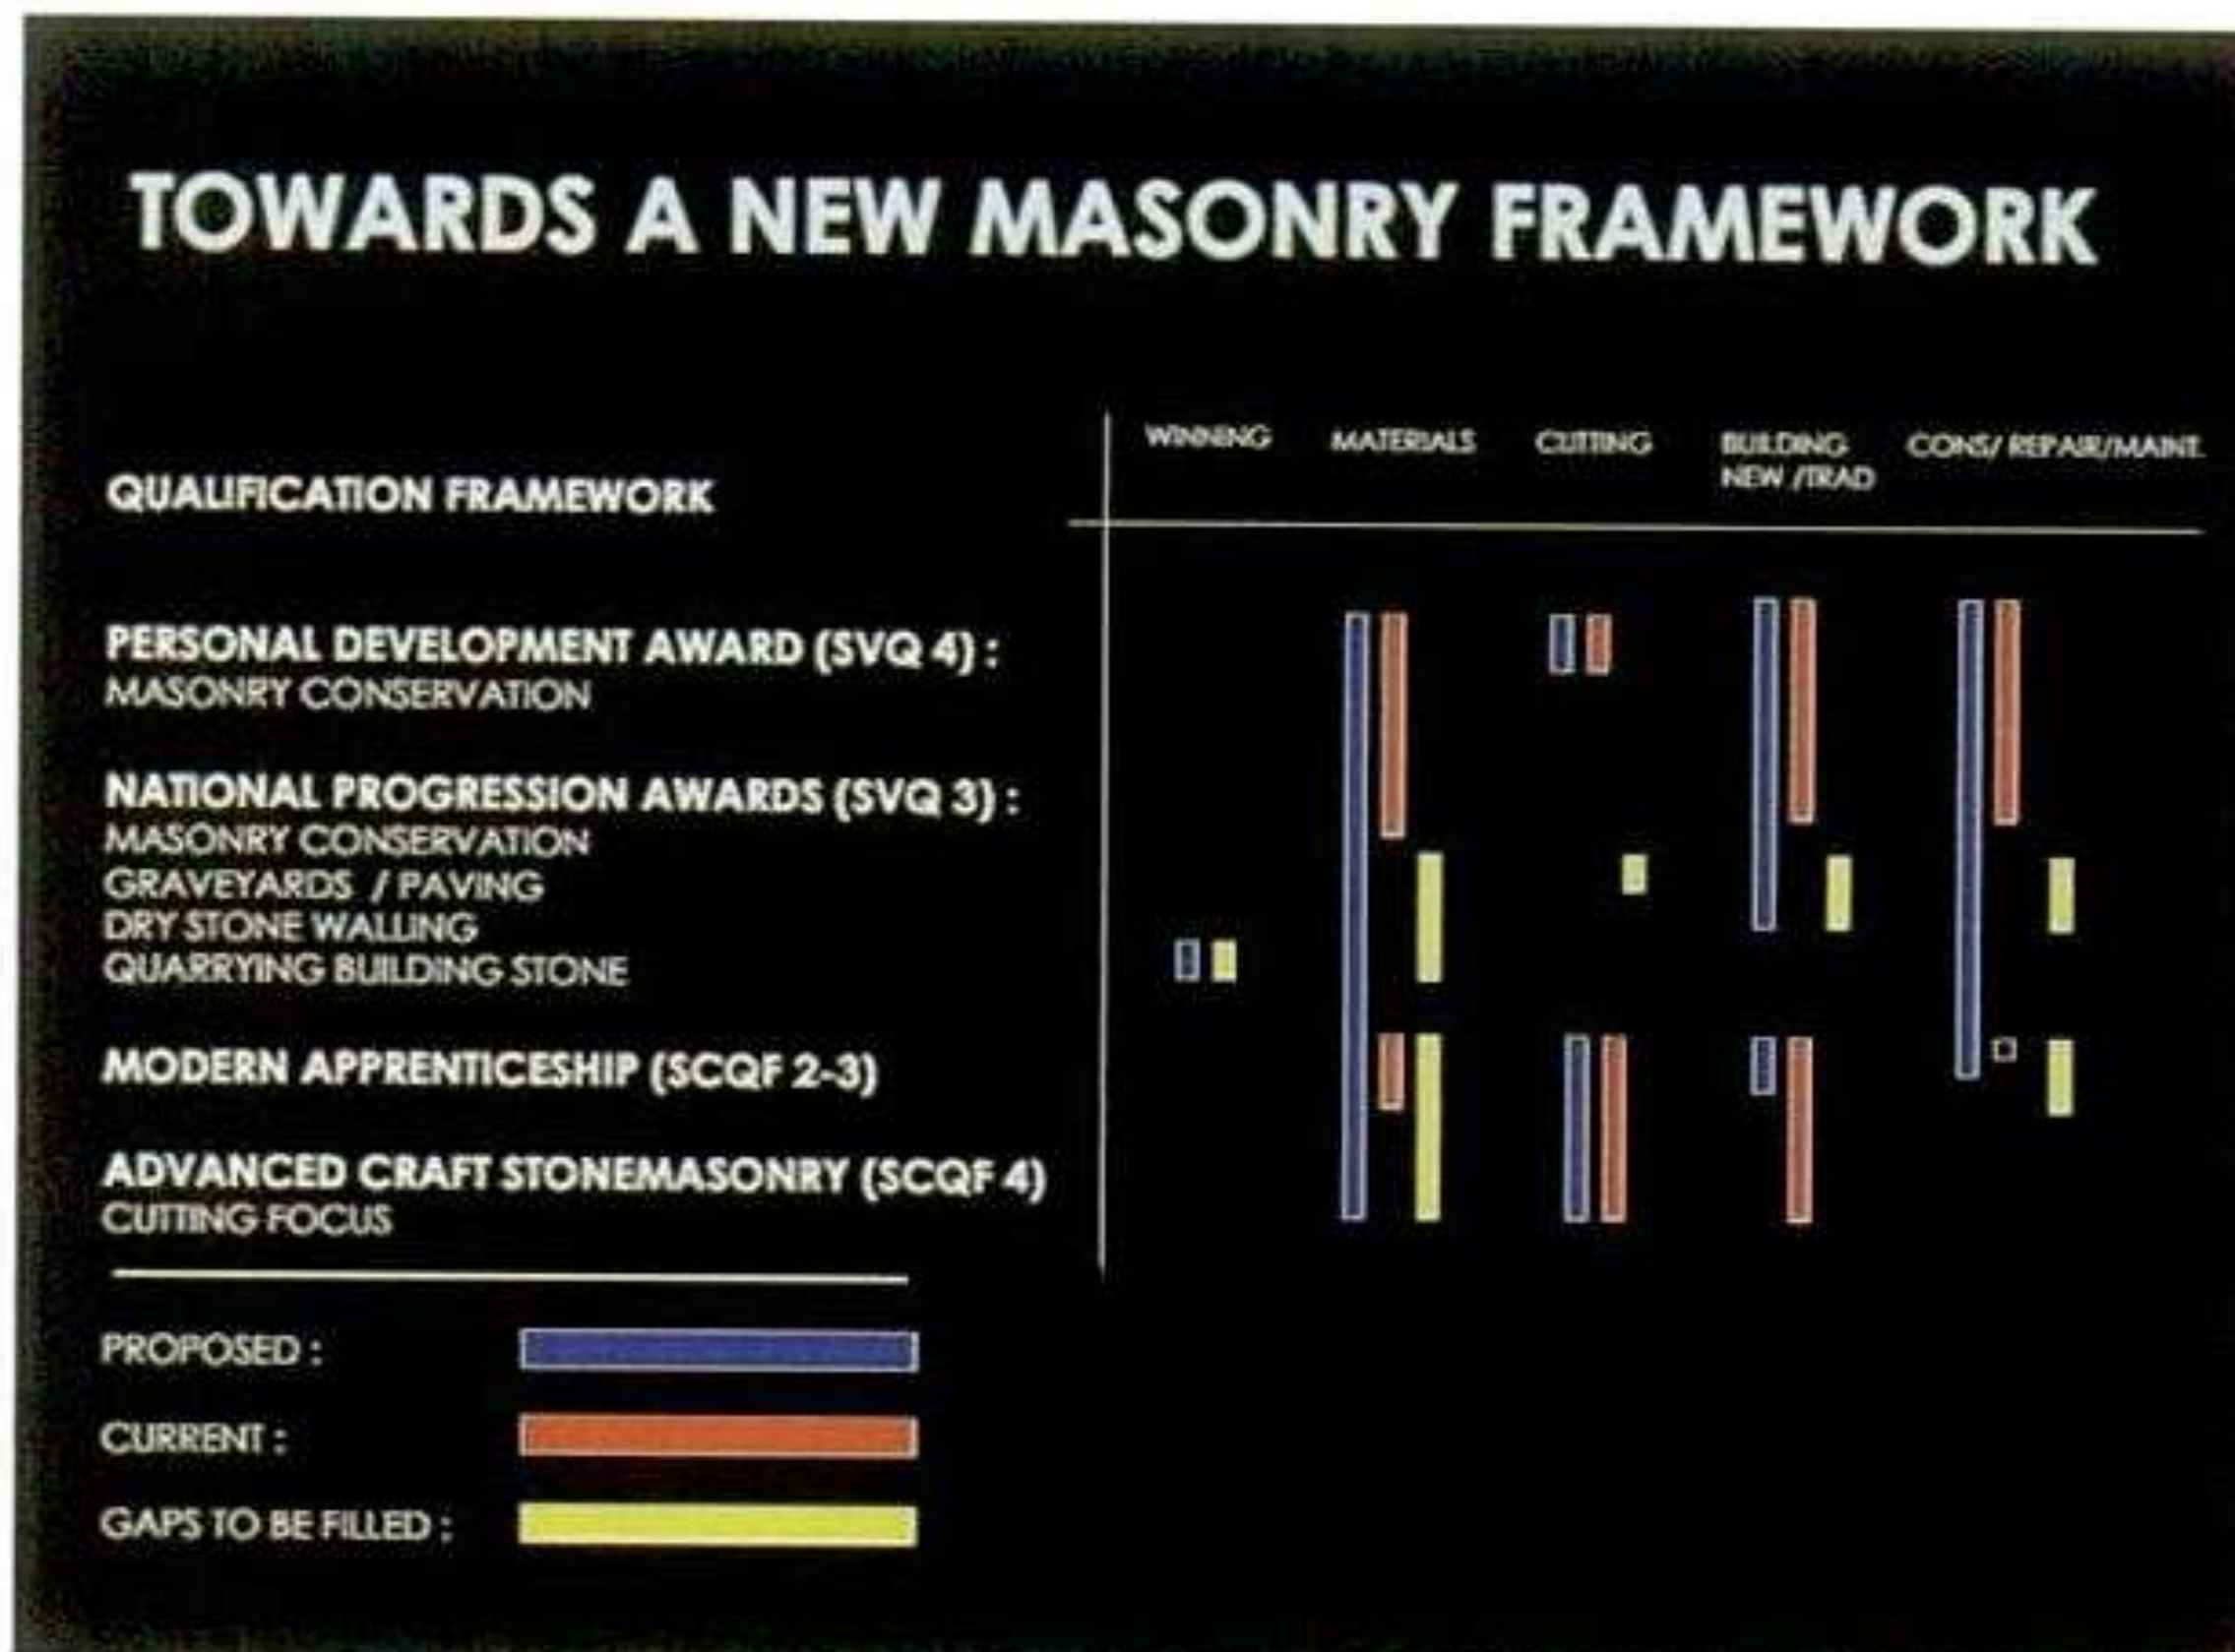 TOWARDS A NEW MASONRY FRAMEWORK
WINNING
MATERIALS
CUTTING
BUILDING
NEW /TRAD
CONS/ REPAIR/MAINT.
QUALIFICATION FRAMEWORK
PERSONAL DEVELOPMENT AWARD (SVQ 4) :
MASONRY CONSERVATION
NATIONAL PROGRESSION AWARDS (SVQ 3) :
MASONRY CONSERVATION
GRAVEYARDS / PAVING
DRY STONE WALLING
QUARRYING BUILDING STONE
MODERN APPRENTICESHIP (SCQF 2-3)
ADVANCED CRAFT STONEMASONRY (SCQF 4)
CUTTING FOCUS
PROPOSED :
CURRENT :
GAPS TO BE FILLED :